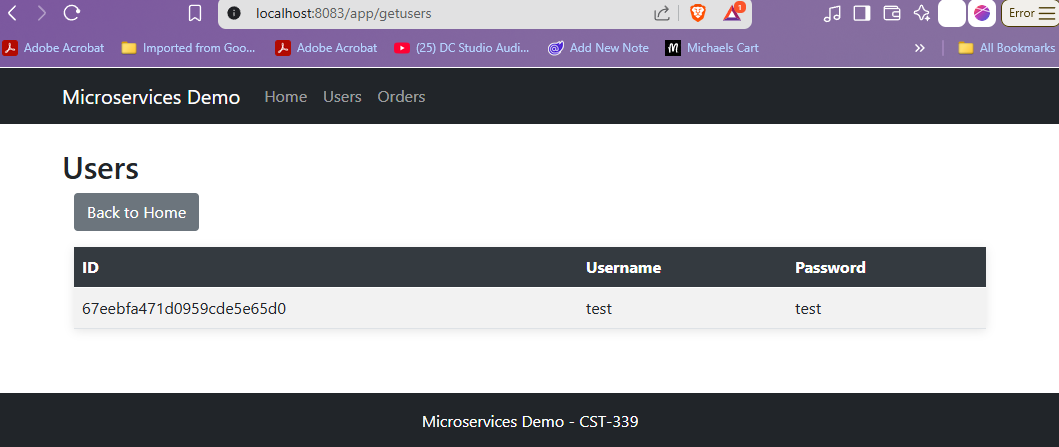 localhost:8083/app/getusers
1
Error
Adobe Acrobat Imported from Goo... Adobe Acrobat (25) DC Studio Audi... Add New Note M Michaels Cart » All Bookmarks
Microservices Demo Home Users Orders
Users
Back to Home
ID Username Password
67eebfa471d0959cde5e65d0 test test
Microservices Demo - CST-339